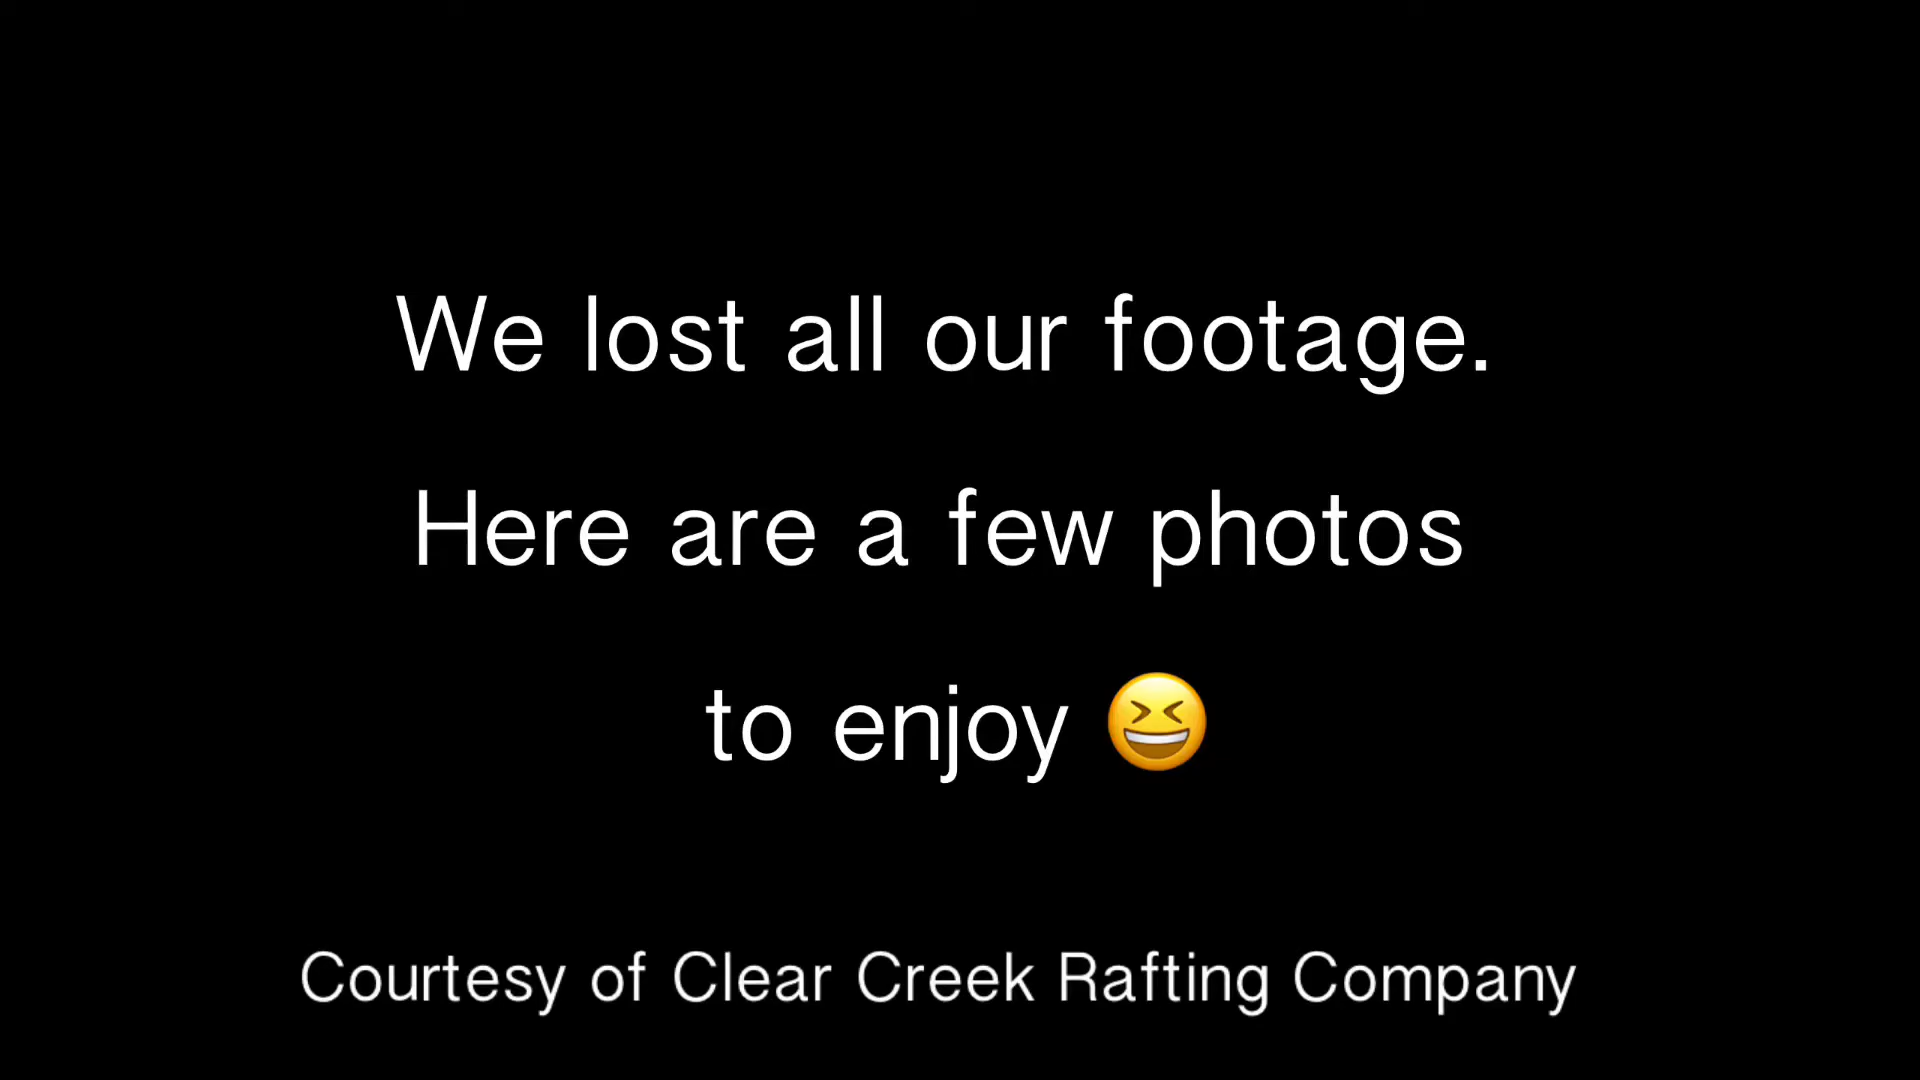 We lost all our footage.
Here are a few photos
to enjoy 😆
Courtesy of Clear Creek Rafting Company